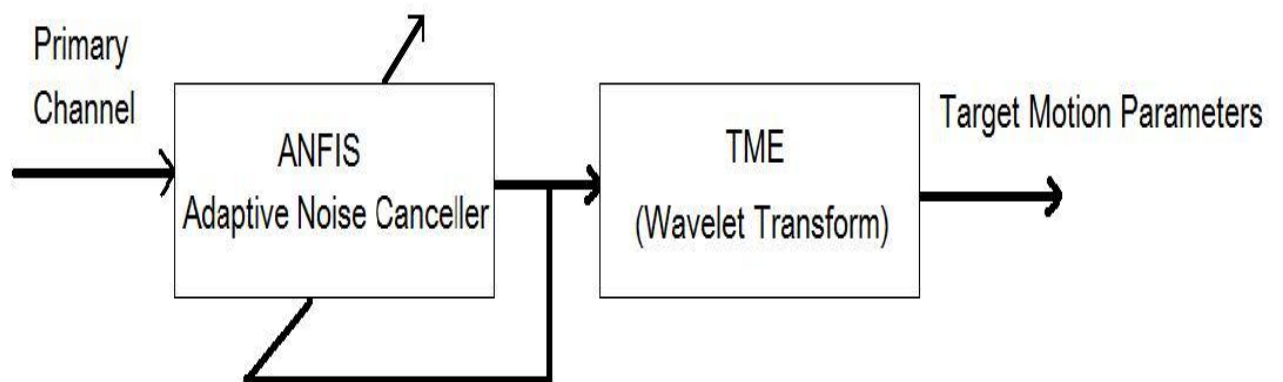 Primary
Channel
ANFIS
Adaptive Noise Canceller
TME
(Wavelet Transform)
Target Motion Parameters